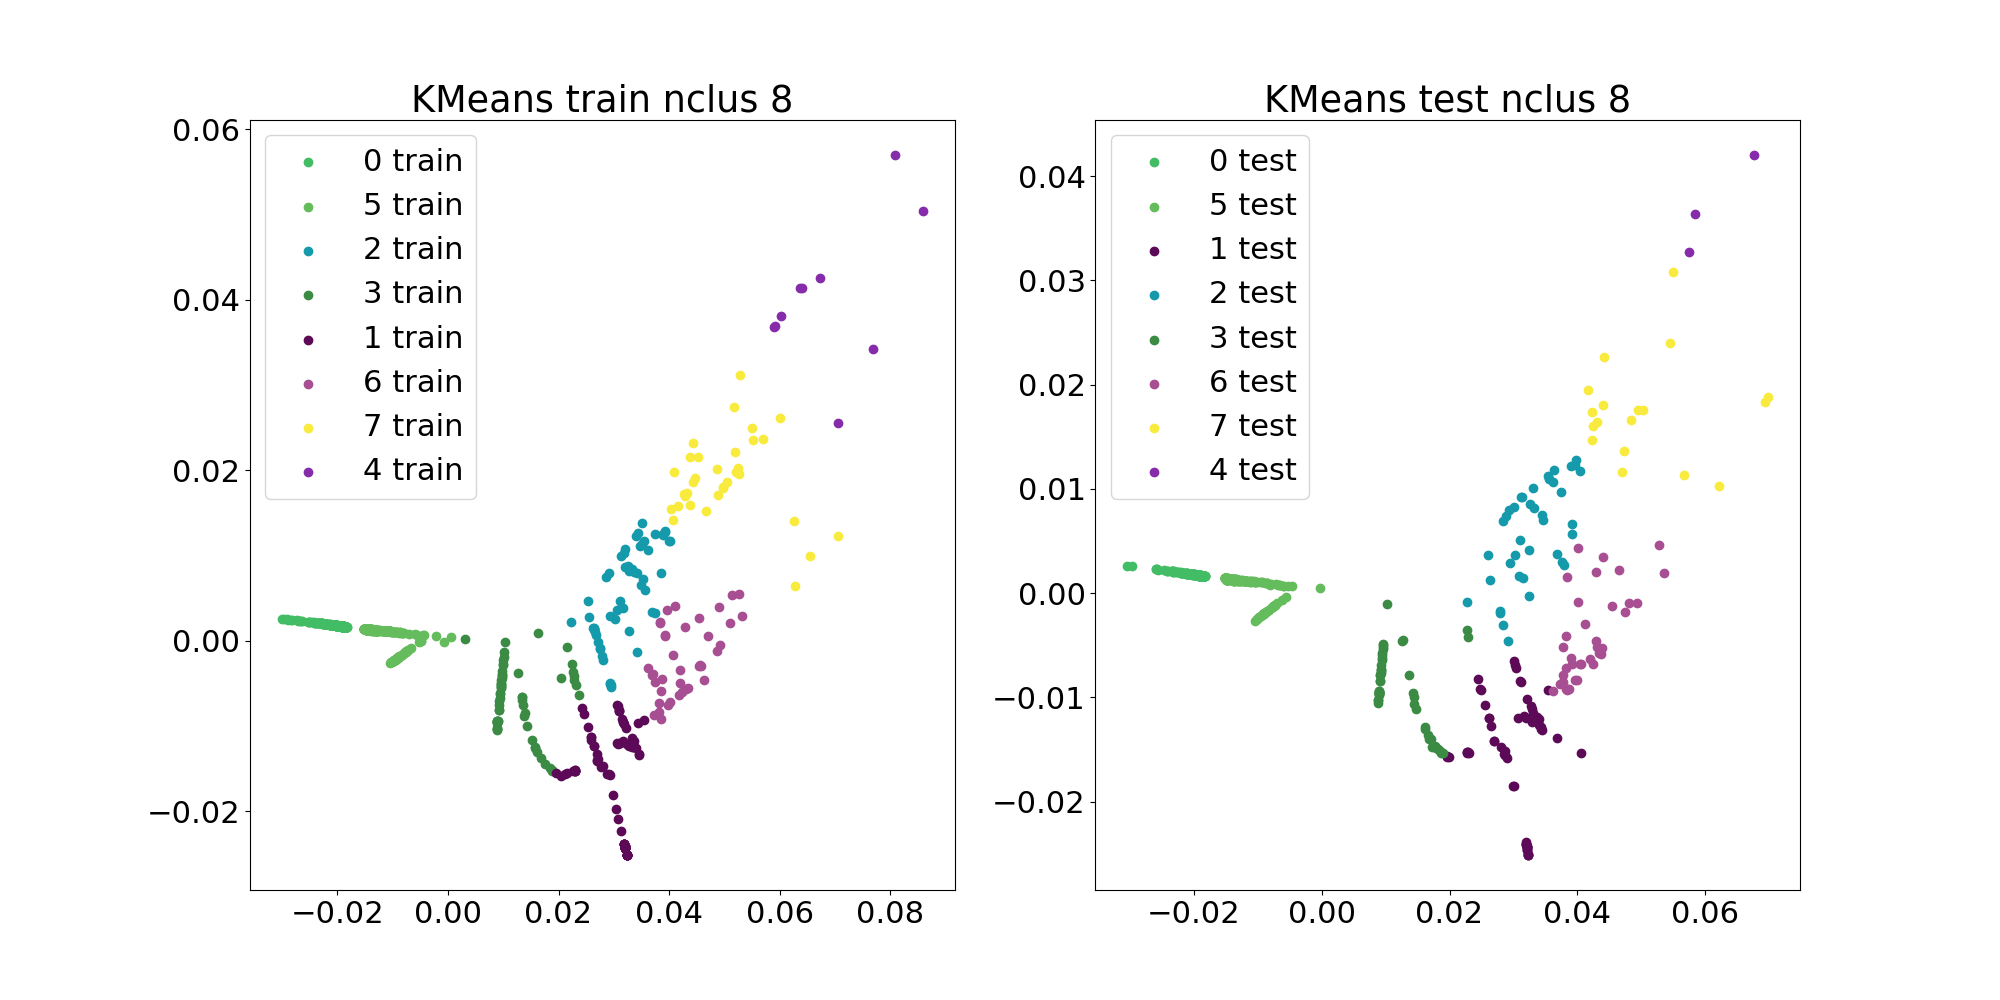 KMeans train nclus 8
0.06
0.04
0.02
0.00
−0.02
−0.02 0.00 0.02 0.04 0.06 0.08
0 train
5 train
2 train
3 train
1 train
6 train
7 train
4 train
KMeans test nclus 8
0.04
0.03
0.02
0.01
0.00
−0.01
−0.02
−0.02 0.00 0.02 0.04 0.06
0 test
5 test
1 test
2 test
3 test
6 test
7 test
4 test